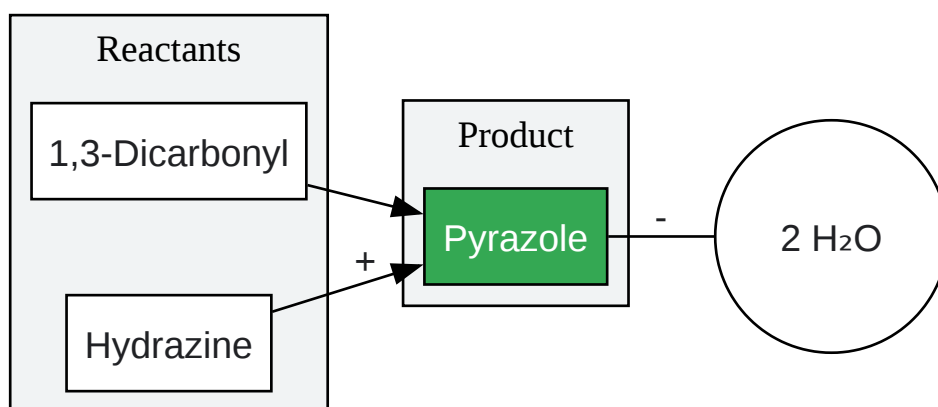 Reactants
1,3-Dicarbonyl
Hydrazine
+
Product
Pyrazole
-
2 H₂O